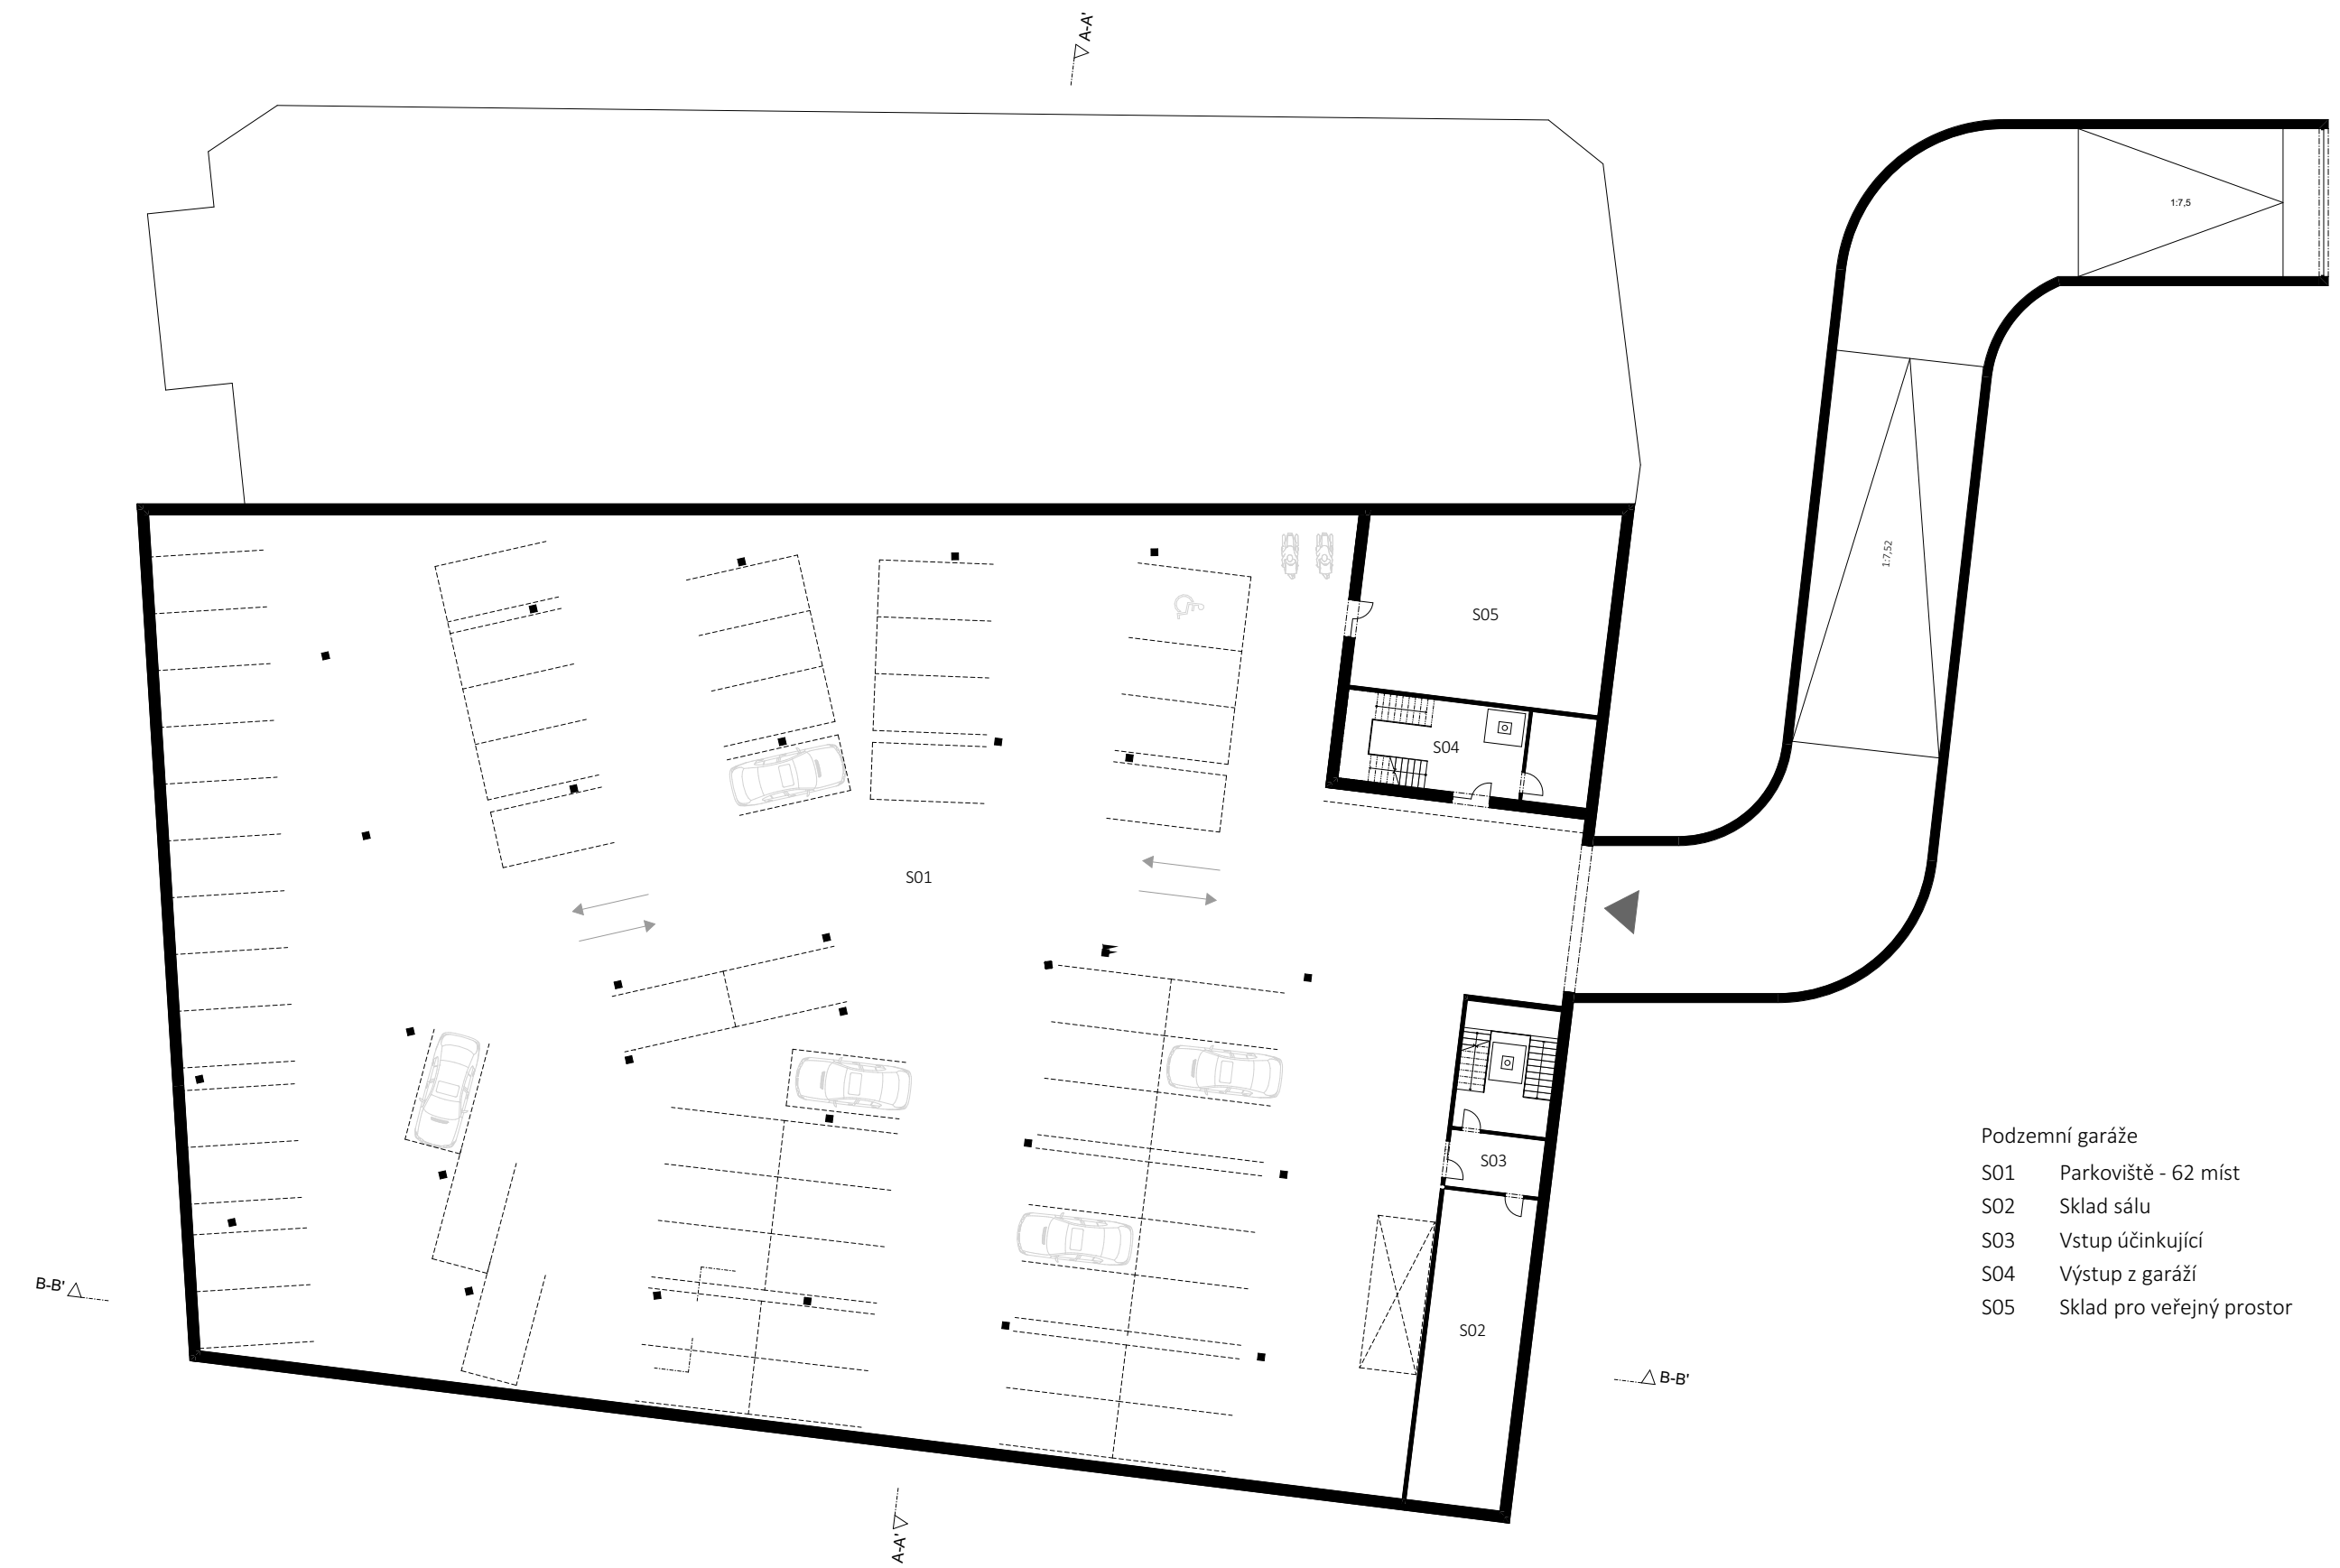 A-A'
1:7,5
1:7,52
S05
S04
S01
S03
S02
B-B'
B-B'
A-A'
Podzemní garáže
S01 Parkoviště - 62 míst
S02 Sklad sálu
S03 Vstup účinkující
S04 Výstup z garáží
S05 Sklad pro veřejný prostor